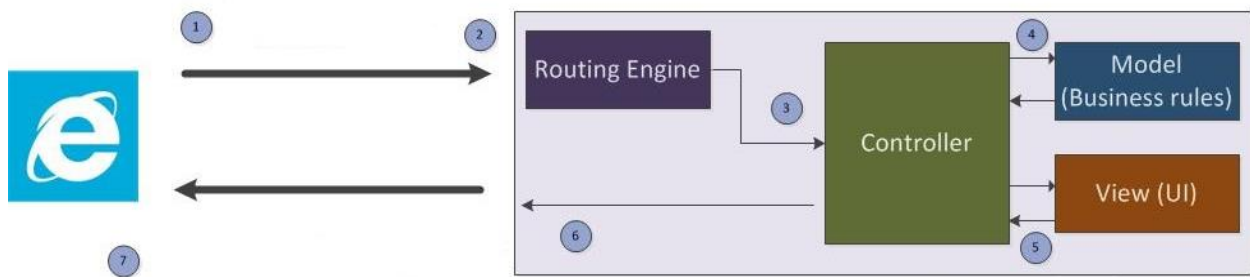 1
2
3
4
5
6
7
Routing Engine
Controller
Model
(Business rules)
View (UI)